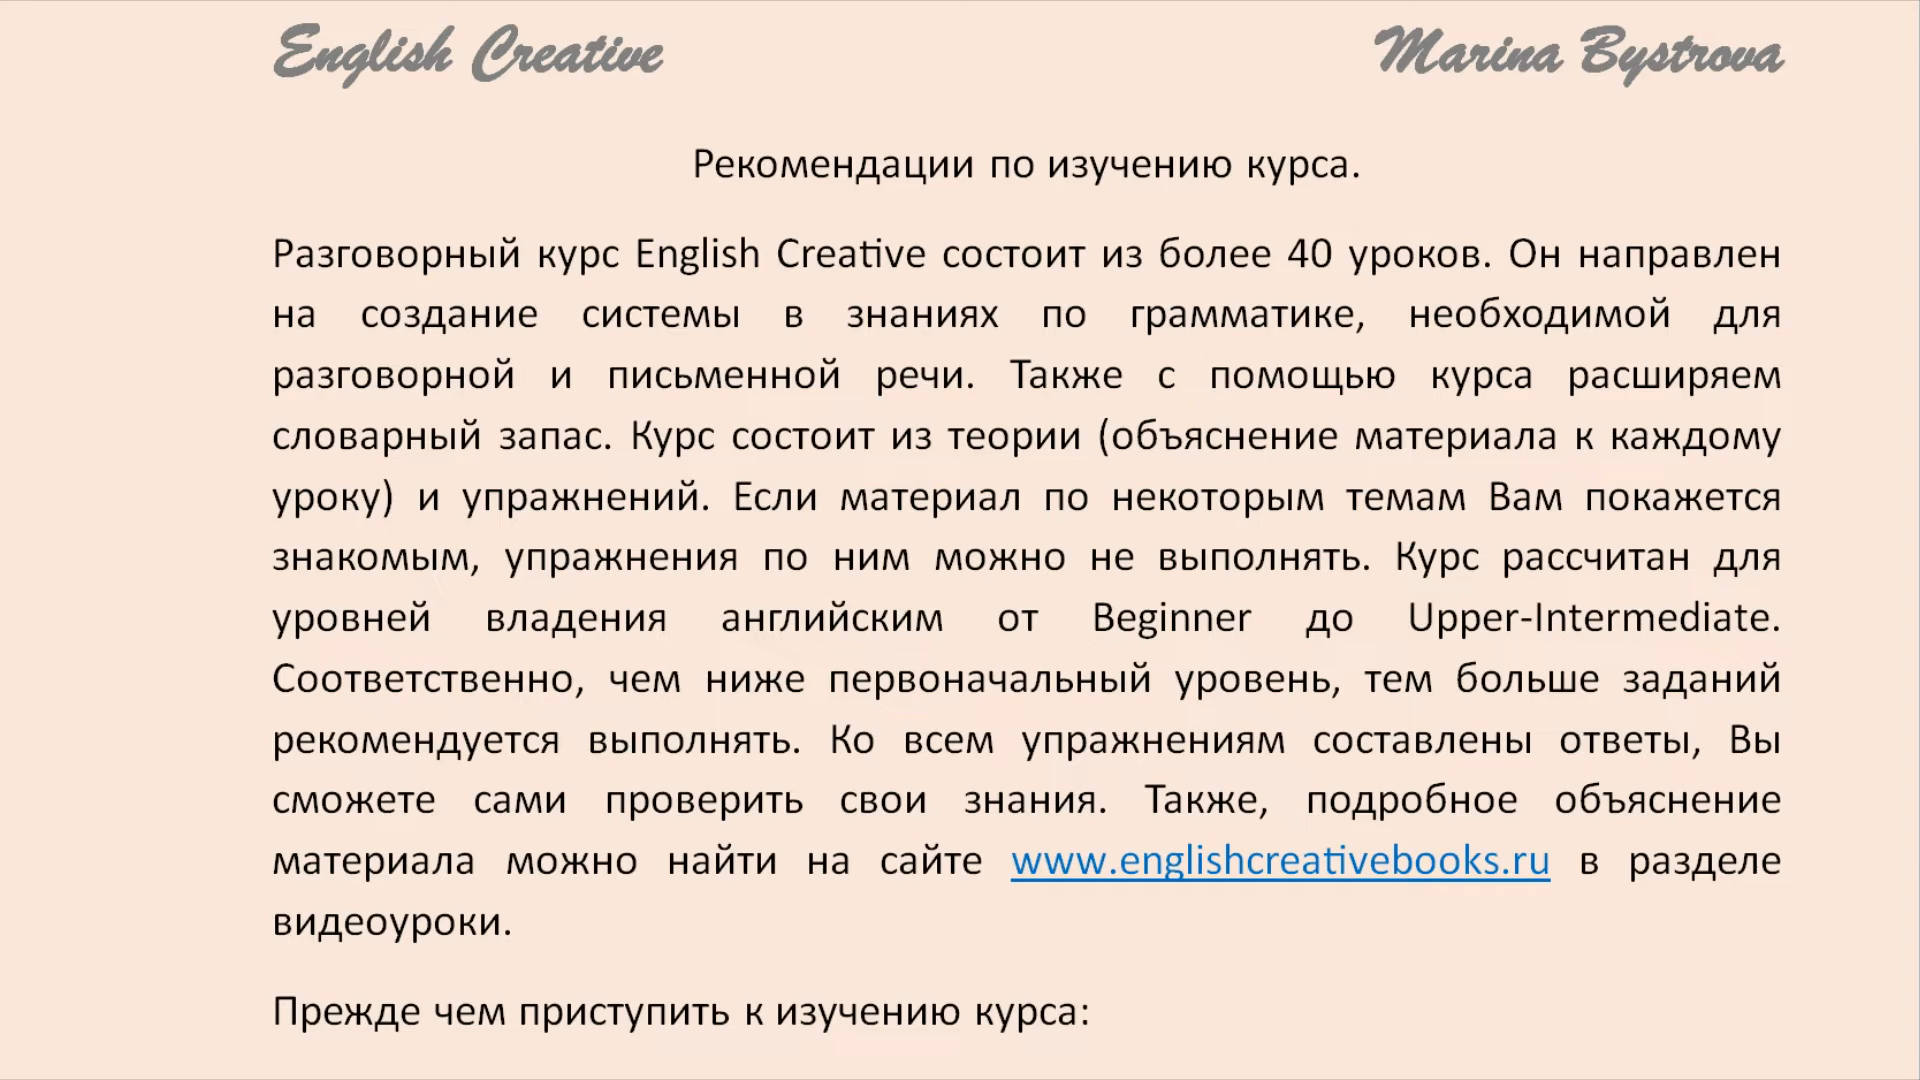 English Creative Marina Bystrova
Рекомендации по изучению курса.
Разговорный курс English Creative состоит из более 40 уроков. Он направлен
на создание системы в знаниях по грамматике, необходимой для
разговорной и письменной речи. Также с помощью курса расширяем
словарный запас. Курс состоит из теории (объяснение материала к каждому
уроку) и упражнений. Если материал по некоторым темам Вам покажется
знакомым, упражнения по ним можно не выполнять. Курс рассчитан для
уровней владения английским от Beginner до Upper-Intermediate.
Соответственно, чем ниже первоначальный уровень, тем больше заданий
рекомендуется выполнять. Ко всем упражнениям составлены ответы, Вы
сможете сами проверить свои знания. Также, подробное объяснение
материала можно найти на сайте www.englishcreativebooks.ru в разделе
видеоуроки.
Прежде чем приступить к изучению курса: